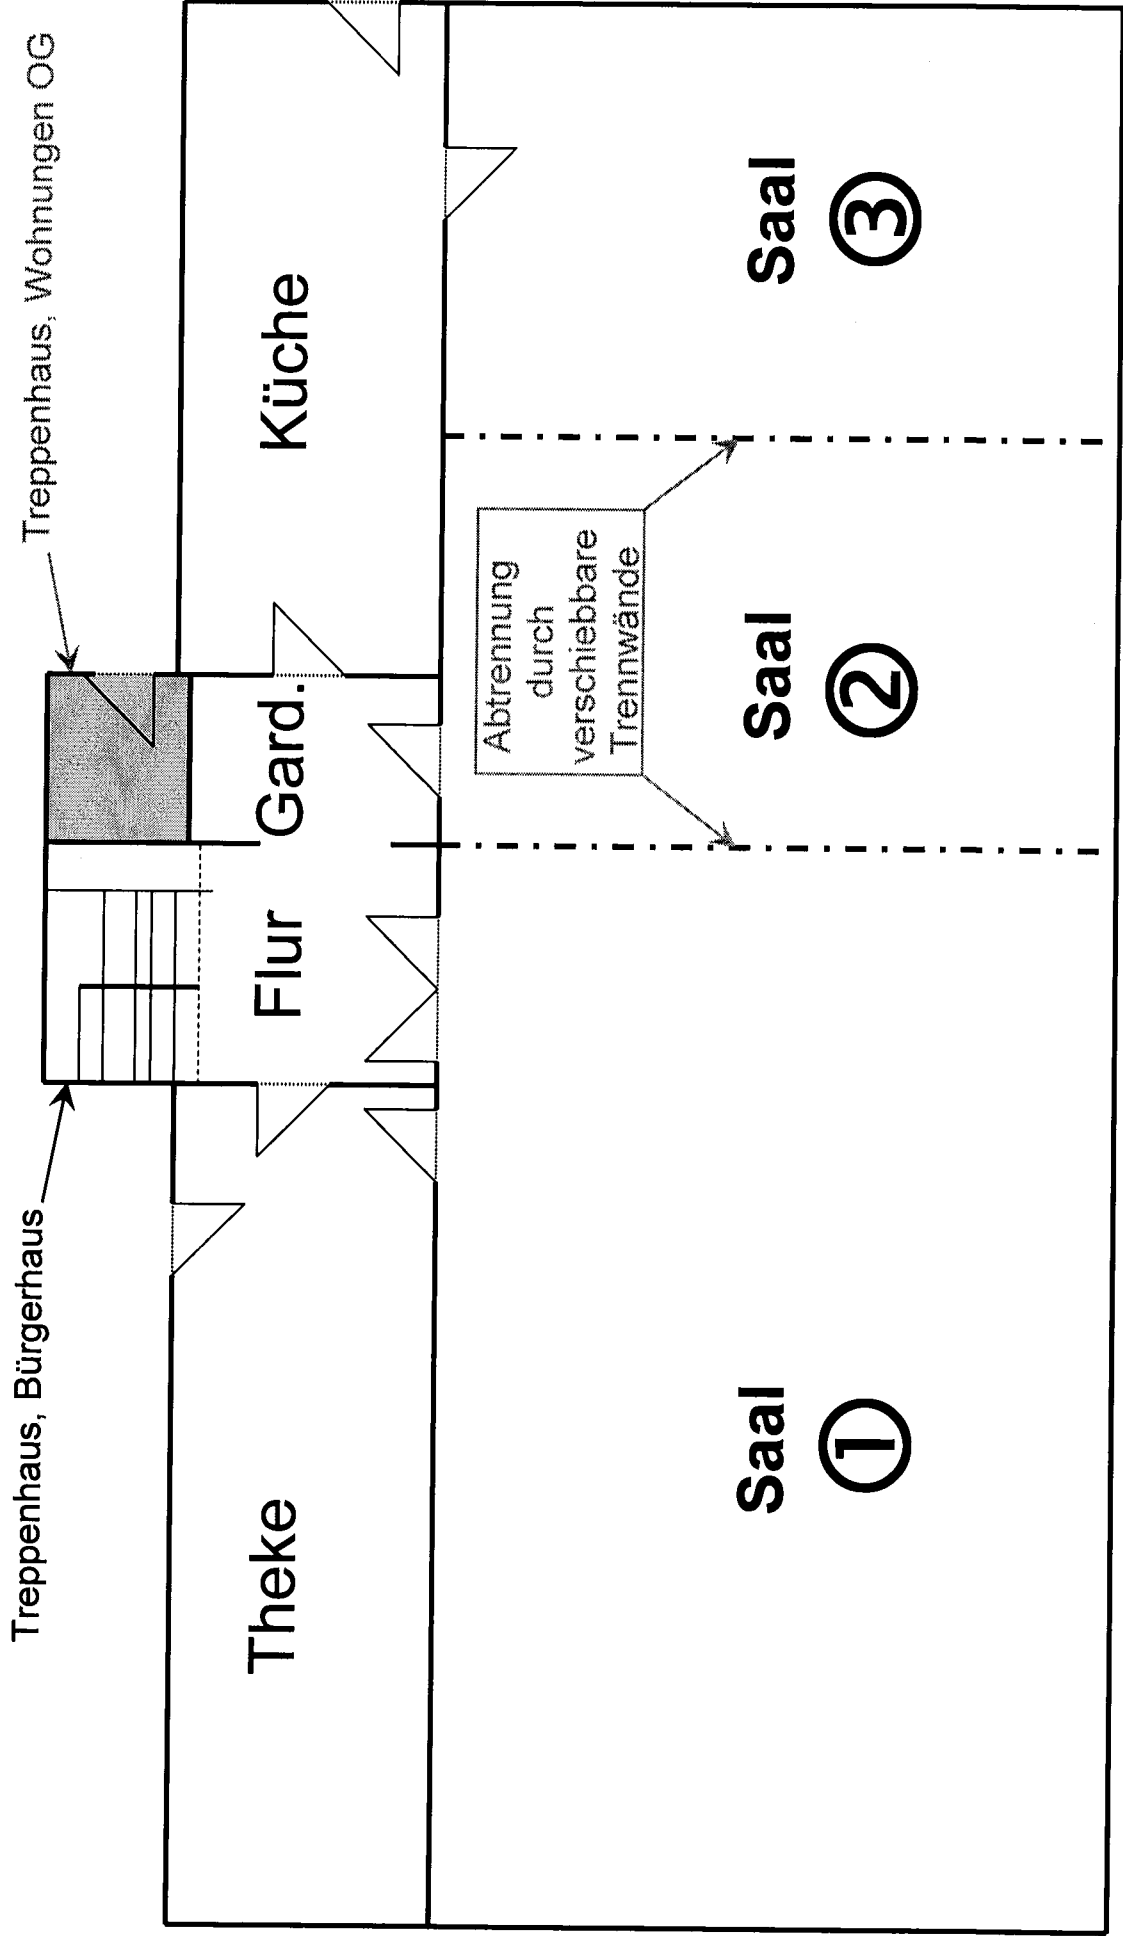 Treppenhaus, Bürgerhaus
Treppenhaus, Wohnungen OG
Theke
Flur
Gard.
Küche
Abtrennung
durch
verschiebbare
Trennwände
Saal
①
Saal
②
Saal
③